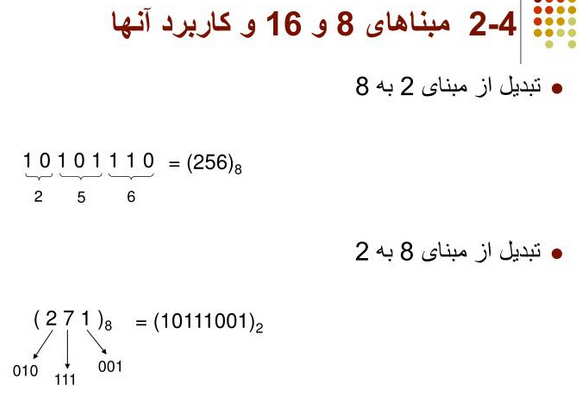 2-4 مبناهای 8 و 16 و کاربرد آنها
• تبدیل از مبنای 2 به 8
1 0 1 0 1 1 1 0 = (256)8
2 5 6
• تبدیل از مبنای 8 به 2
( 2 7 1 )8 = (10111001)2
010 111 001